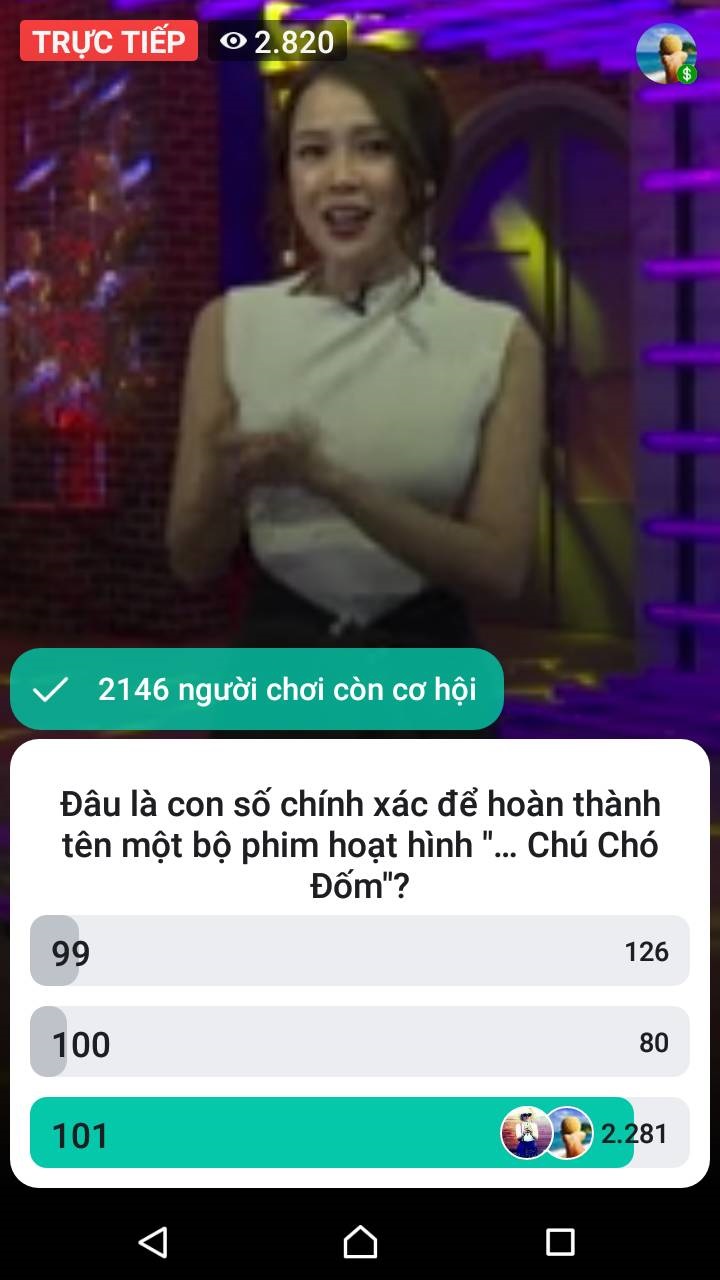 TRỰC TIẾP 2.820
$
2146 người chơi còn cơ hội
Đâu là con số chính xác để hoàn thành
tên một bộ phim hoạt hình "... Chú Chó
Đốm"?
99 126
100 80
101 2.281